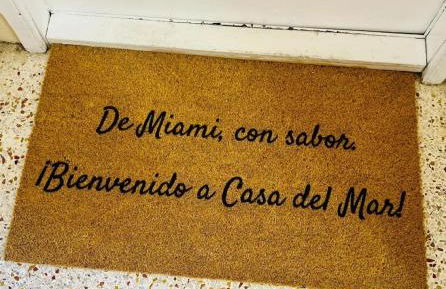 De Miami, con sabor.
¡Bienvenido a Casa del Mar!